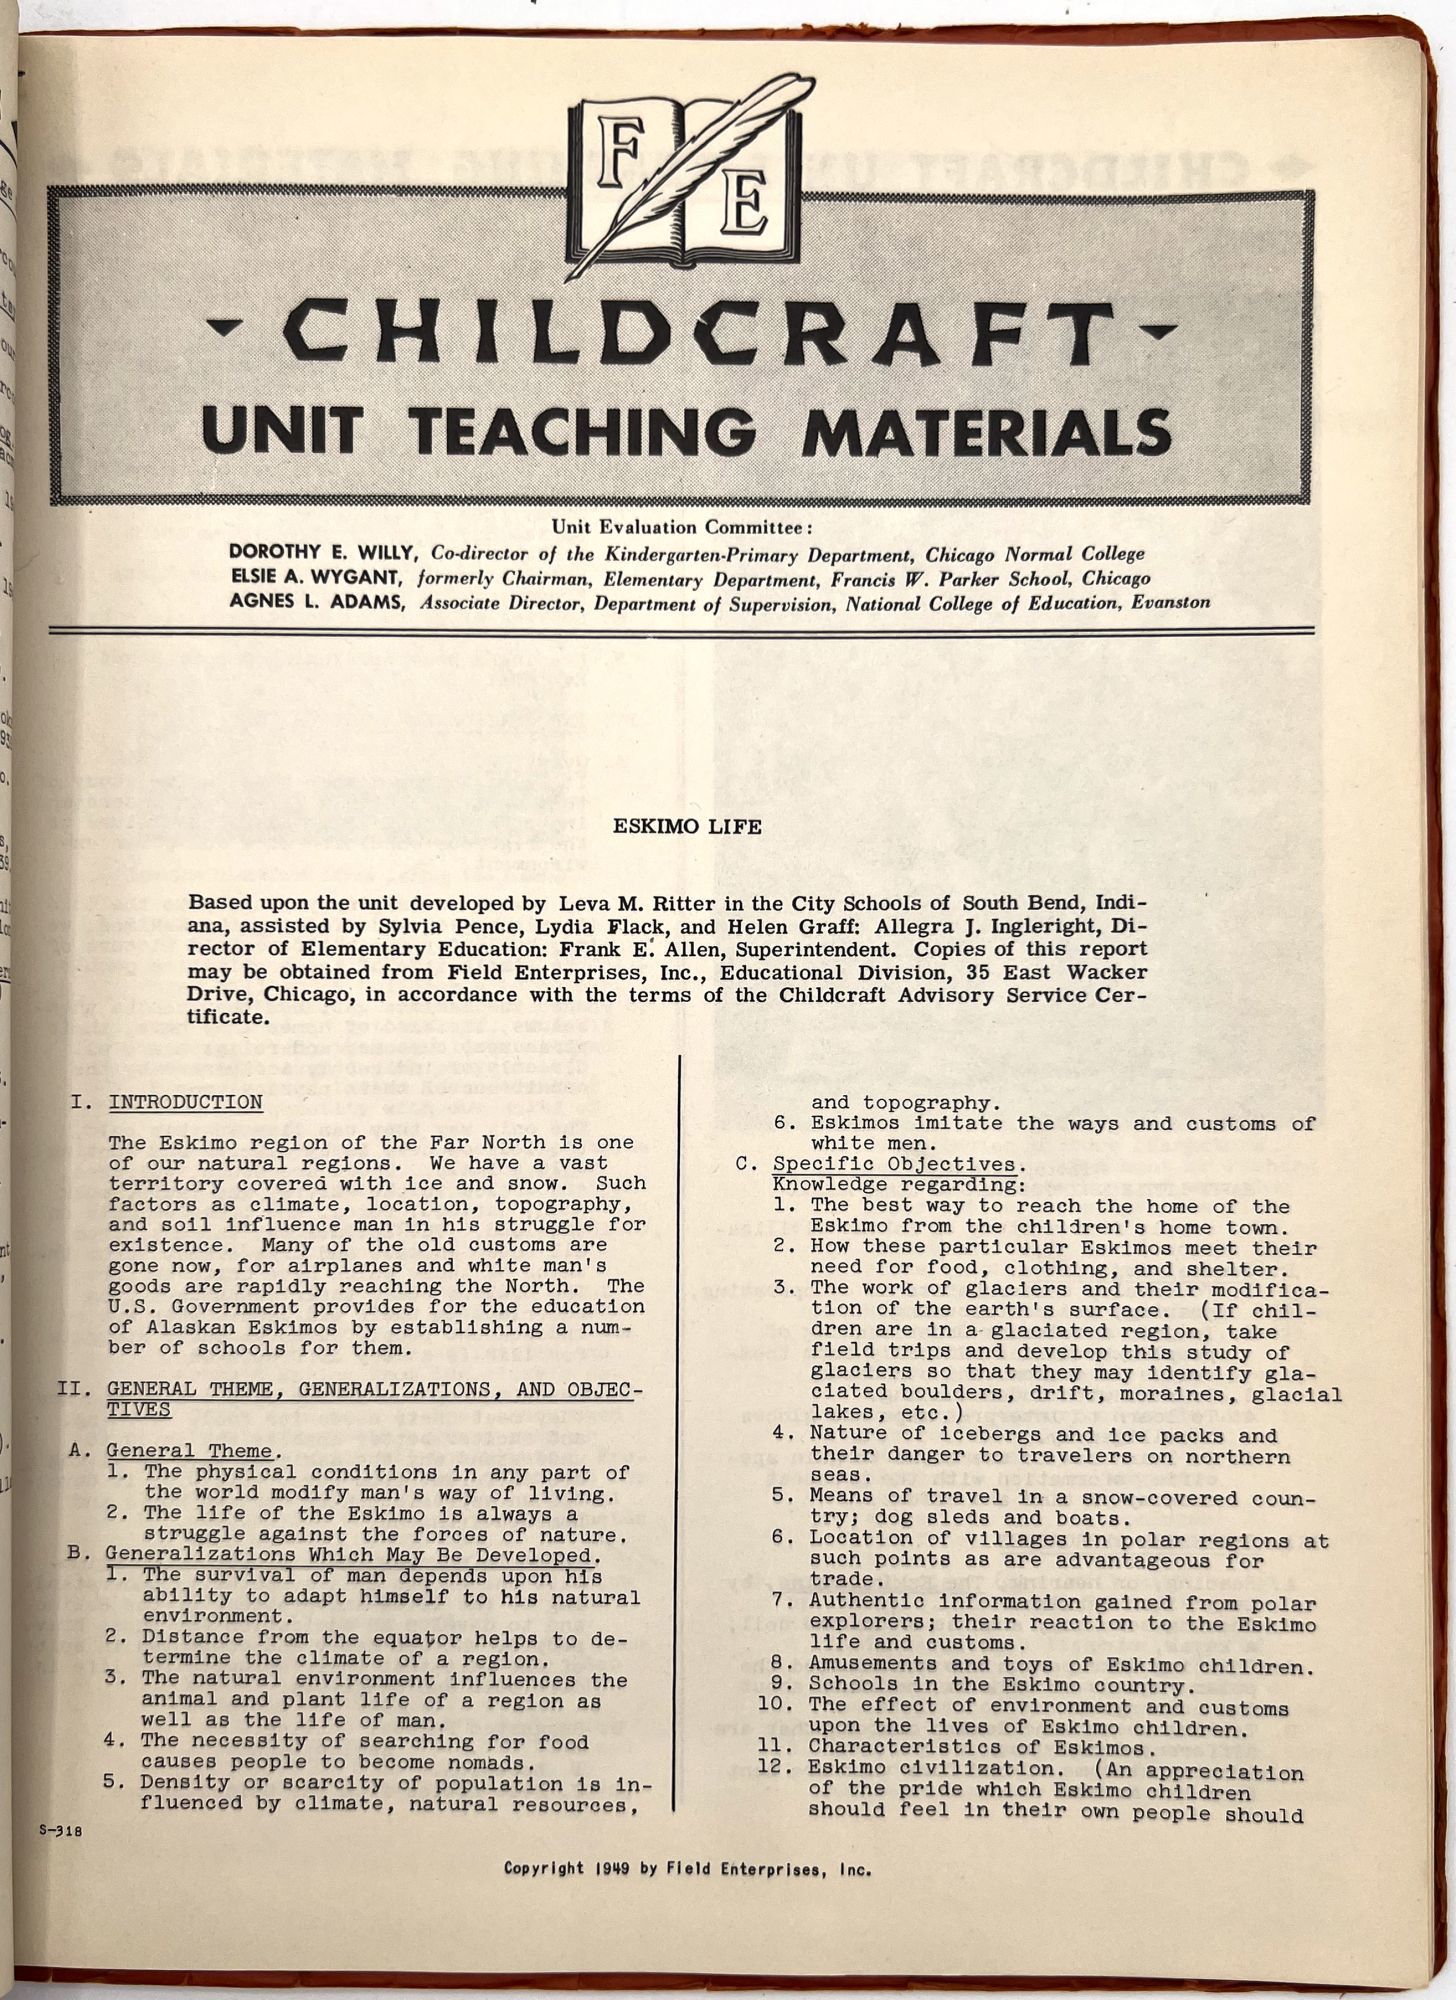 F E
CHILDCRAFT
UNIT TEACHING MATERIALS
Unit Evaluation Committee:
DOROTHY E. WILLY, Co-director of the Kindergarten-Primary Department, Chicago Normal College
ELSIE A. WYGANT, formerly Chairman, Elementary Department, Francis W. Parker School, Chicago
AGNES L. ADAMS, Associate Director, Department of Supervision, National College of Education, Evanston
ESKIMO LIFE
Based upon the unit developed by Leva M. Ritter in the City Schools of South Bend, Indi-
ana, assisted by Sylvia Pence, Lydia Flack, and Helen Graff: Allegra J. Ingleright, Di-
rector of Elementary Education: Frank E. Allen, Superintendent. Copies of this report
may be obtained from Field Enterprises, Inc., Educational Division, 35 East Wacker
Drive, Chicago, in accordance with the terms of the Childcraft Advisory Service Cer-
tificate.
I. INTRODUCTION
The Eskimo region of the Far North is one
of our natural regions. We have a vast
territory covered with ice and snow. Such
factors as climate, location, topography,
and soil influence man in his struggle for
existence. Many of the old customs are
gone now, for airplanes and white man's
goods are rapidly reaching the North. The
U.S. Government provides for the education
of Alaskan Eskimos by establishing a num-
ber of schools for them.
II. GENERAL THEME, GENERALIZATIONS, AND OBJEC-
TIVES
A. General Theme.
1. The physical conditions in any part of
the world modify man's way of living.
2. The life of the Eskimo is always a
struggle against the forces of nature.
B. Generalizations Which May Be Developed.
1. The survival of man depends upon his
ability to adapt himself to his natural
environment.
2. Distance from the equator helps to de-
termine the climate of a region.
3. The natural environment influences the
animal and plant life of a region as
well as the life of man.
4. The necessity of searching for food
causes people to become nomads.
5. Density or scarcity of population is in-
fluenced by climate, natural resources,
and topography.
6. Eskimos imitate the ways and customs of
white men.
C. Specific Objectives.
Knowledge regarding:
1. The best way to reach the home of the
Eskimo from the children's home town.
2. How these particular Eskimos meet their
need for food, clothing, and shelter.
3. The work of glaciers and their modifica-
tion of the earth's surface. (If chil-
dren are in a glaciated region, take
field trips and develop this study of
glaciers so that they may identify gla-
ciated boulders, drift, moraines, glacial
lakes, etc.)
4. Nature of icebergs and ice packs and
their danger to travelers on northern
seas.
5. Means of travel in a snow-covered coun-
try; dog sleds and boats.
6. Location of villages in polar regions at
such points as are advantageous for
trade.
7. Authentic information gained from polar
explorers; their reaction to the Eskimo
life and customs.
8. Amusements and toys of Eskimo children.
9. Schools in the Eskimo country.
10. The effect of environment and customs
upon the lives of Eskimo children.
11. Characteristics of Eskimos.
12. Eskimo civilization. (An appreciation
of the pride which Eskimo children
should feel in their own people should
S-318
Copyright 1949 by Field Enterprises, Inc.